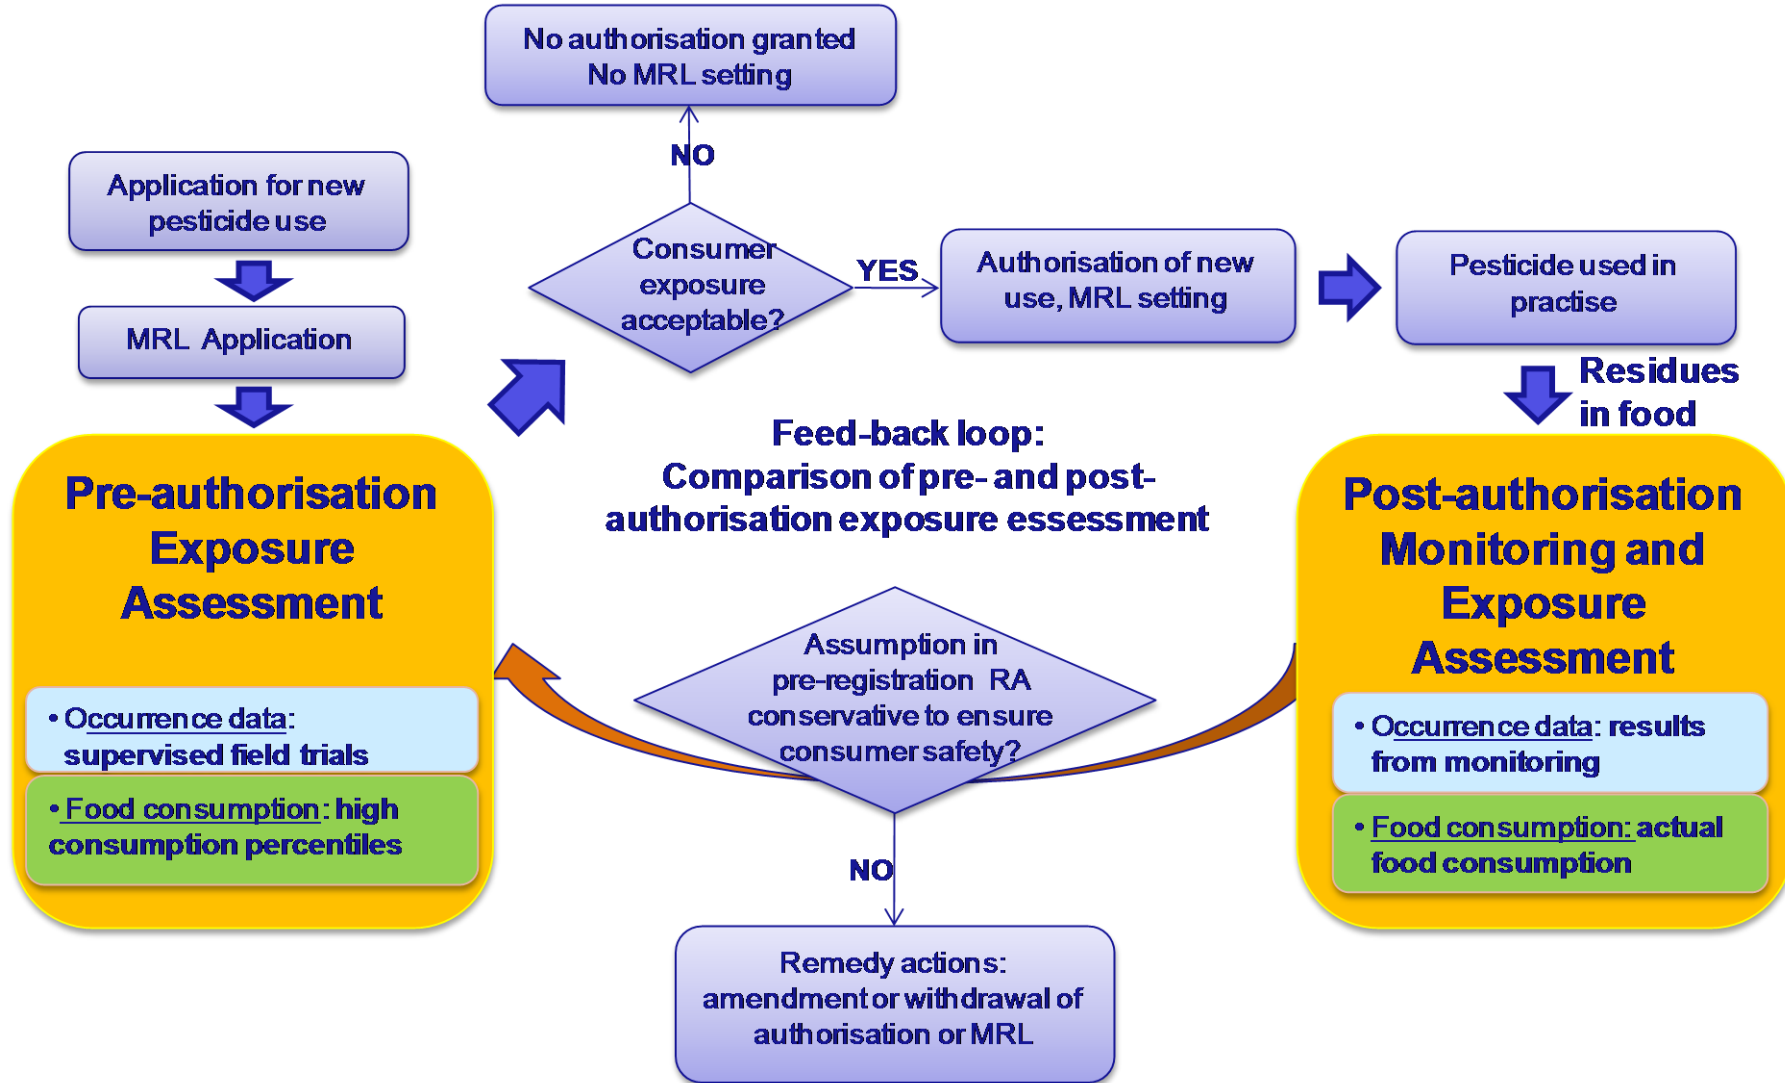 No authorisation granted
No MRL setting
NO
Application for new
pesticide use
MRL Application
Consumer
exposure
acceptable?
YES
Authorisation of new
use, MRL setting
Pesticide used in
practise
Residues
in food
Feed-back loop:
Comparison of pre- and post-
authorisation exposure essessment
Pre-authorisation
Exposure
Assessment
• Occurrence data:
supervised field trials
• Food consumption: high
consumption percentiles
Assumption in
pre-registration RA
conservative to ensure
consumer safety?
Post-authorisation
Monitoring and
Exposure
Assessment
• Occurrence data: results
from monitoring
• Food consumption: actual
food consumption
NO
Remedy actions:
amendment or withdrawal of
authorisation or MRL